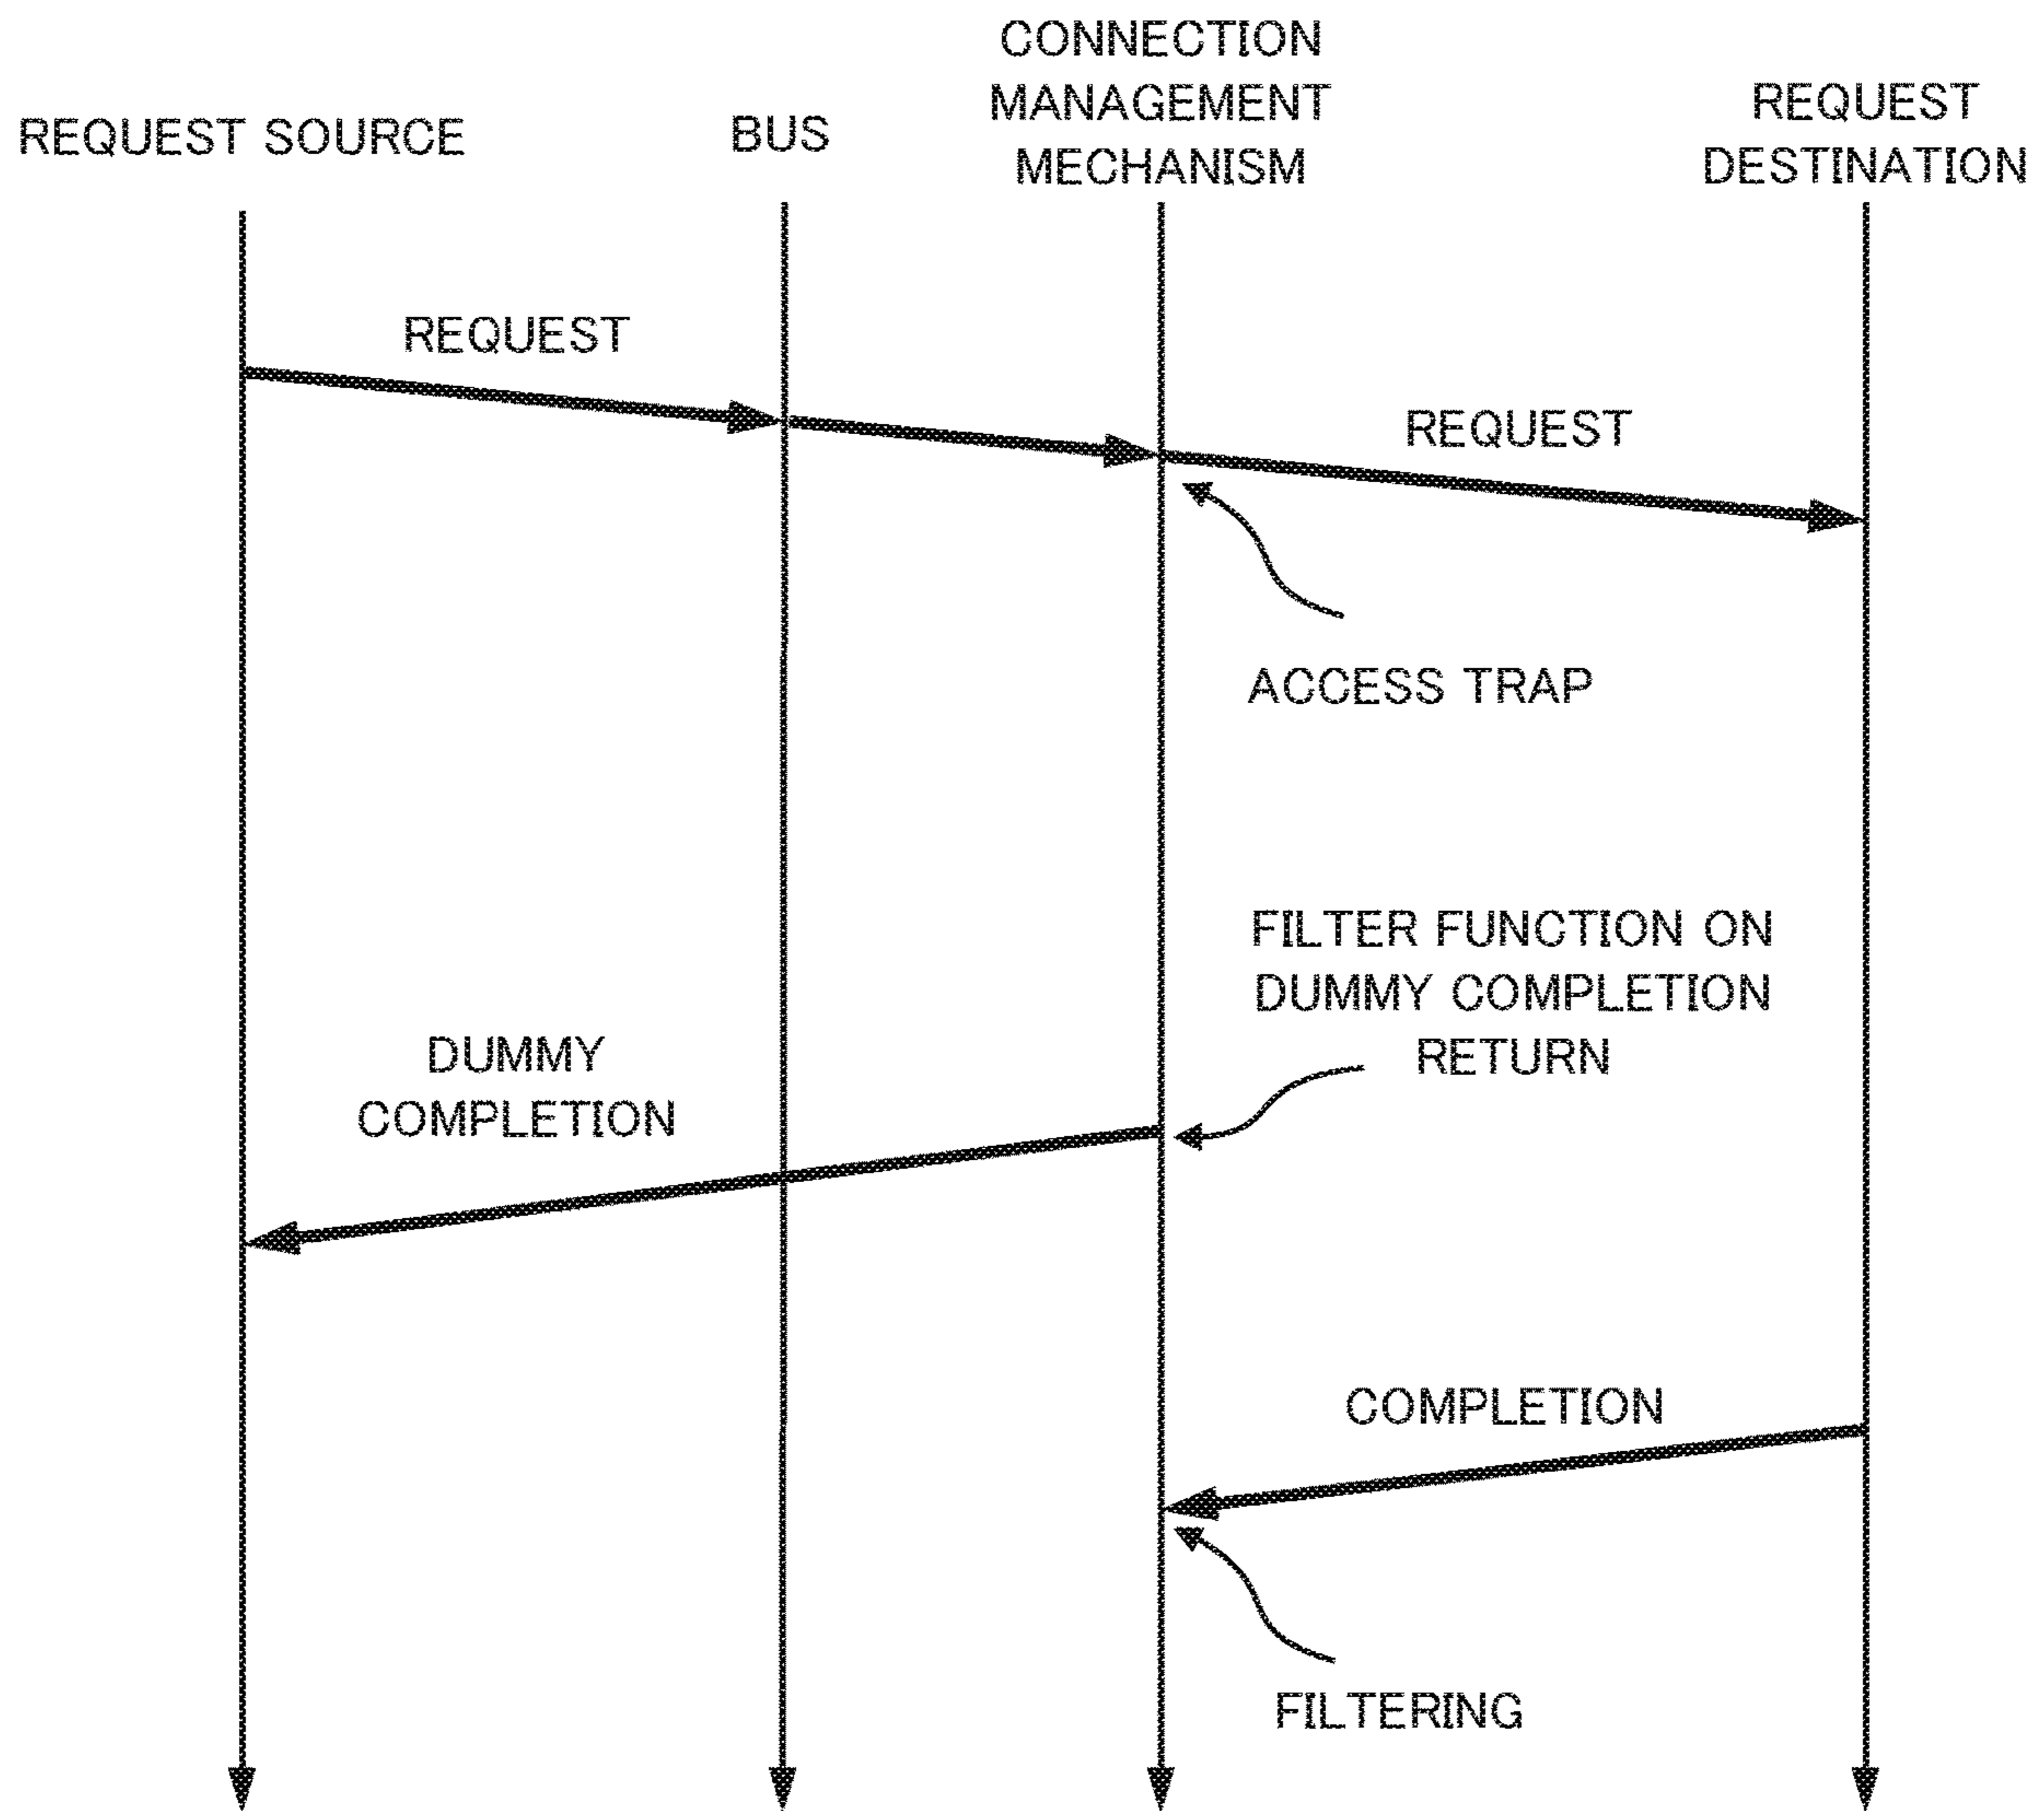 CONNECTION
MANAGEMENT
MECHANISM
REQUEST SOURCE
BUS
REQUEST
DESTINATION
REQUEST
REQUEST
ACCESS TRAP
FILTER FUNCTION ON
DUMMY COMPLETION
RETURN
DUMMY
COMPLETION
COMPLETION
FILTERING